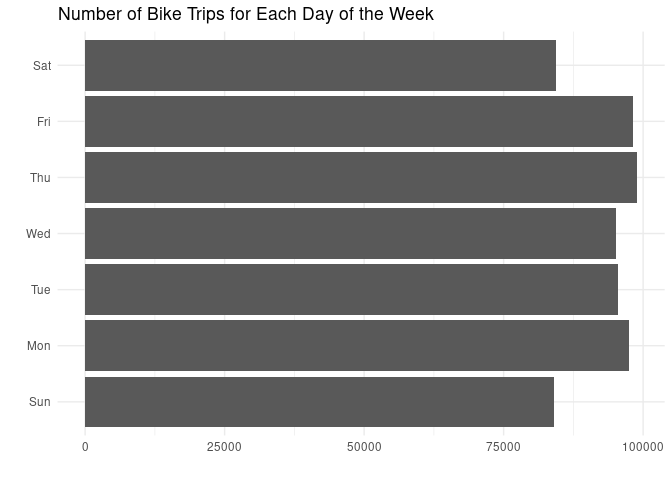 Number of Bike Trips for Each Day of the Week
Sat
Fri
Thu
Wed
Tue
Mon
Sun
0 25000 50000 75000 100000